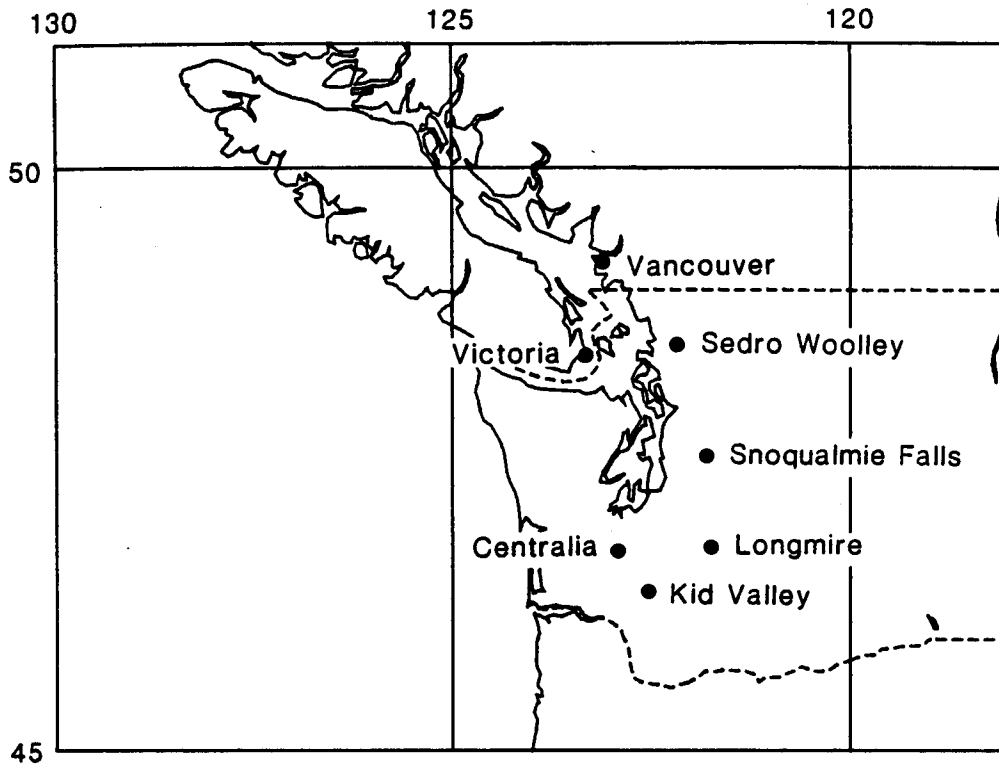 130 125 120
50
Vancouver
Victoria
Sedro Woolley
Snoqualmie Falls
Centralia
Longmire
Kid Valley
45